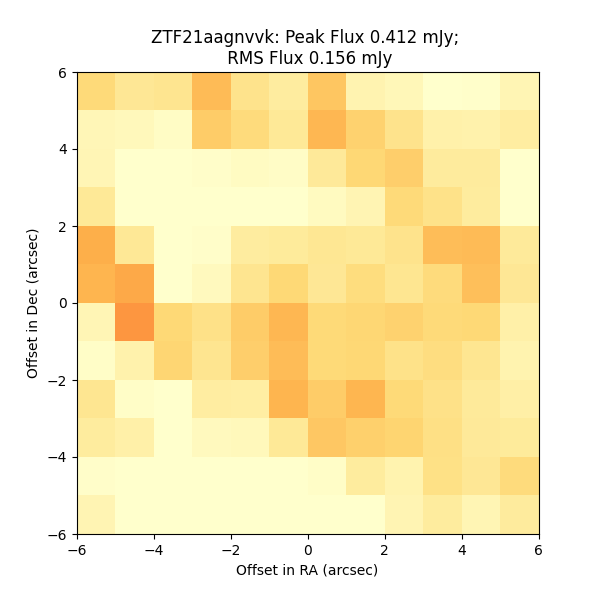 ZTF21aagnvvk: Peak Flux 0.412 mJy;
RMS Flux 0.156 mJy
6
4
2
0
−2
−4
−6
Offset in Dec (arcsec)
−6 −4 −2 0 2 4 6
Offset in RA (arcsec)